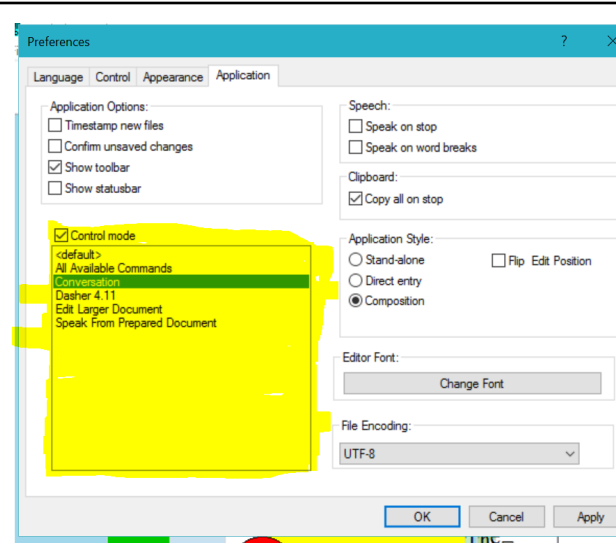 Preferences
Language Control Appearance Application
Application Options:
Timestamp new files
Confirm unsaved changes
Show toolbar
Show statusbar
Control mode
<default>
All Available Commands
Conversation
Dasher 4.11
Edit Larger Document
Speak From Prepared Document
Speech:
Speak on stop
Speak on word breaks
Clipboard:
Copy all on stop
Application Style:
Stand-alone
Flip Edit Position
Direct entry
Composition
Editor Font:
Change Font
File Encoding:
UTF-8
OK Cancel Apply